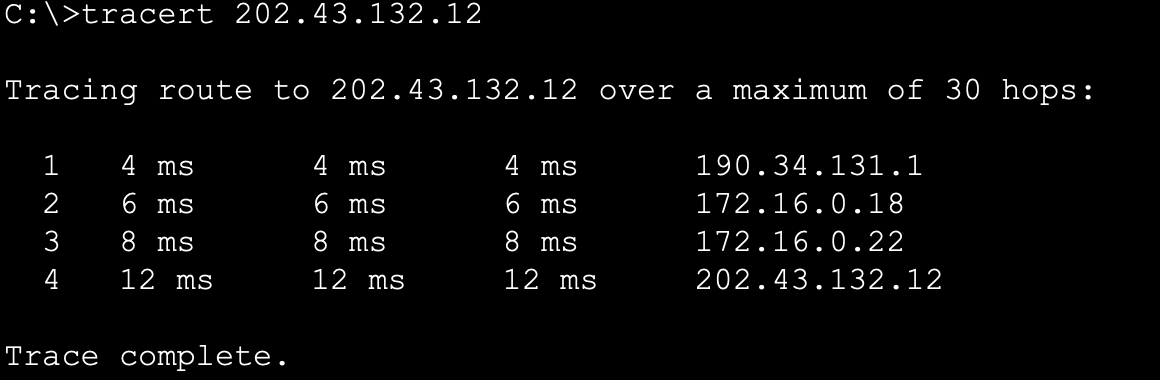 C:\>tracert 202.43.132.12
Tracing route to 202.43.132.12 over a maximum of 30 hops:
1 4 ms 4 ms 4 ms 190.34.131.1
2 6 ms 6 ms 6 ms 172.16.0.18
3 8 ms 8 ms 8 ms 172.16.0.22
4 12 ms 12 ms 12 ms 202.43.132.12
Trace complete.